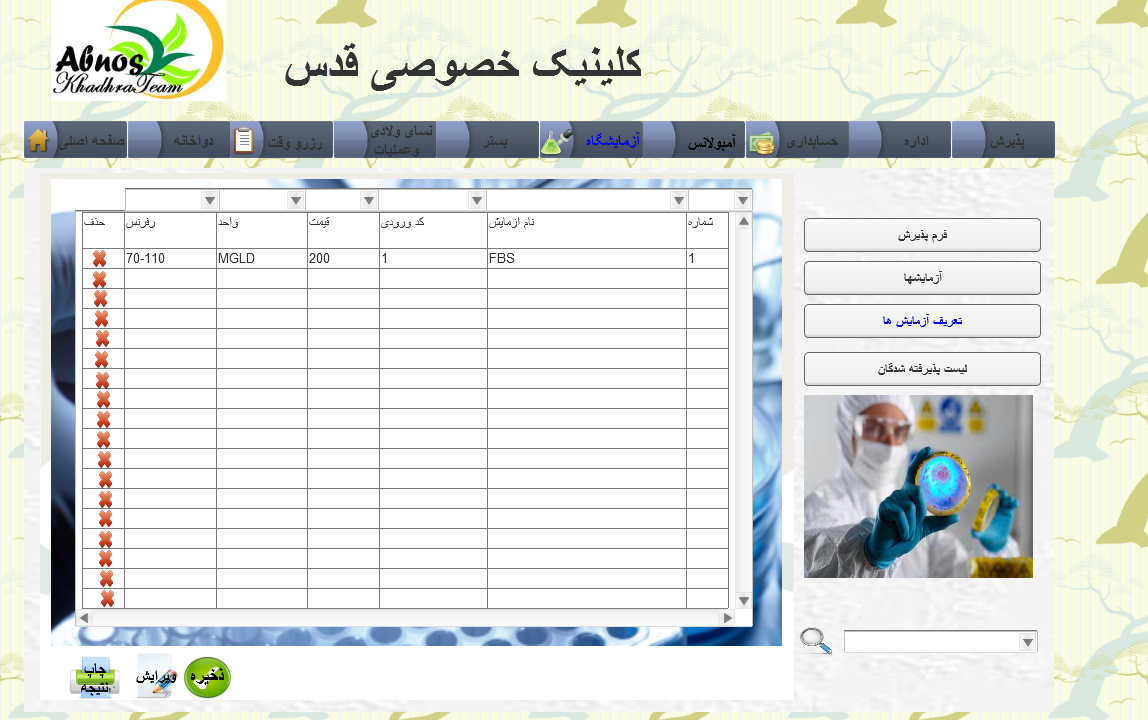 Abnos
KhadhraTeam
کلینیک خصوصی قدس
پذیرش
اداره
حسابداری
آمبولانس
آزمایشگاه
بستر
نسای ولادی
وعملیات
رزرو وقت
دواخانه
صفحه اصلی
شماره
نام ازمایش
کد ورودی
قیمت
واحد
رفرنس
حذف
1
FBS
1
200
MGLD
70-110
فرم پذیرش
آزمایشها
تعریف آزمایش ها
لیست پذیرفته شدگان
ذخیره
ویرایش
چاپ
نتیجه